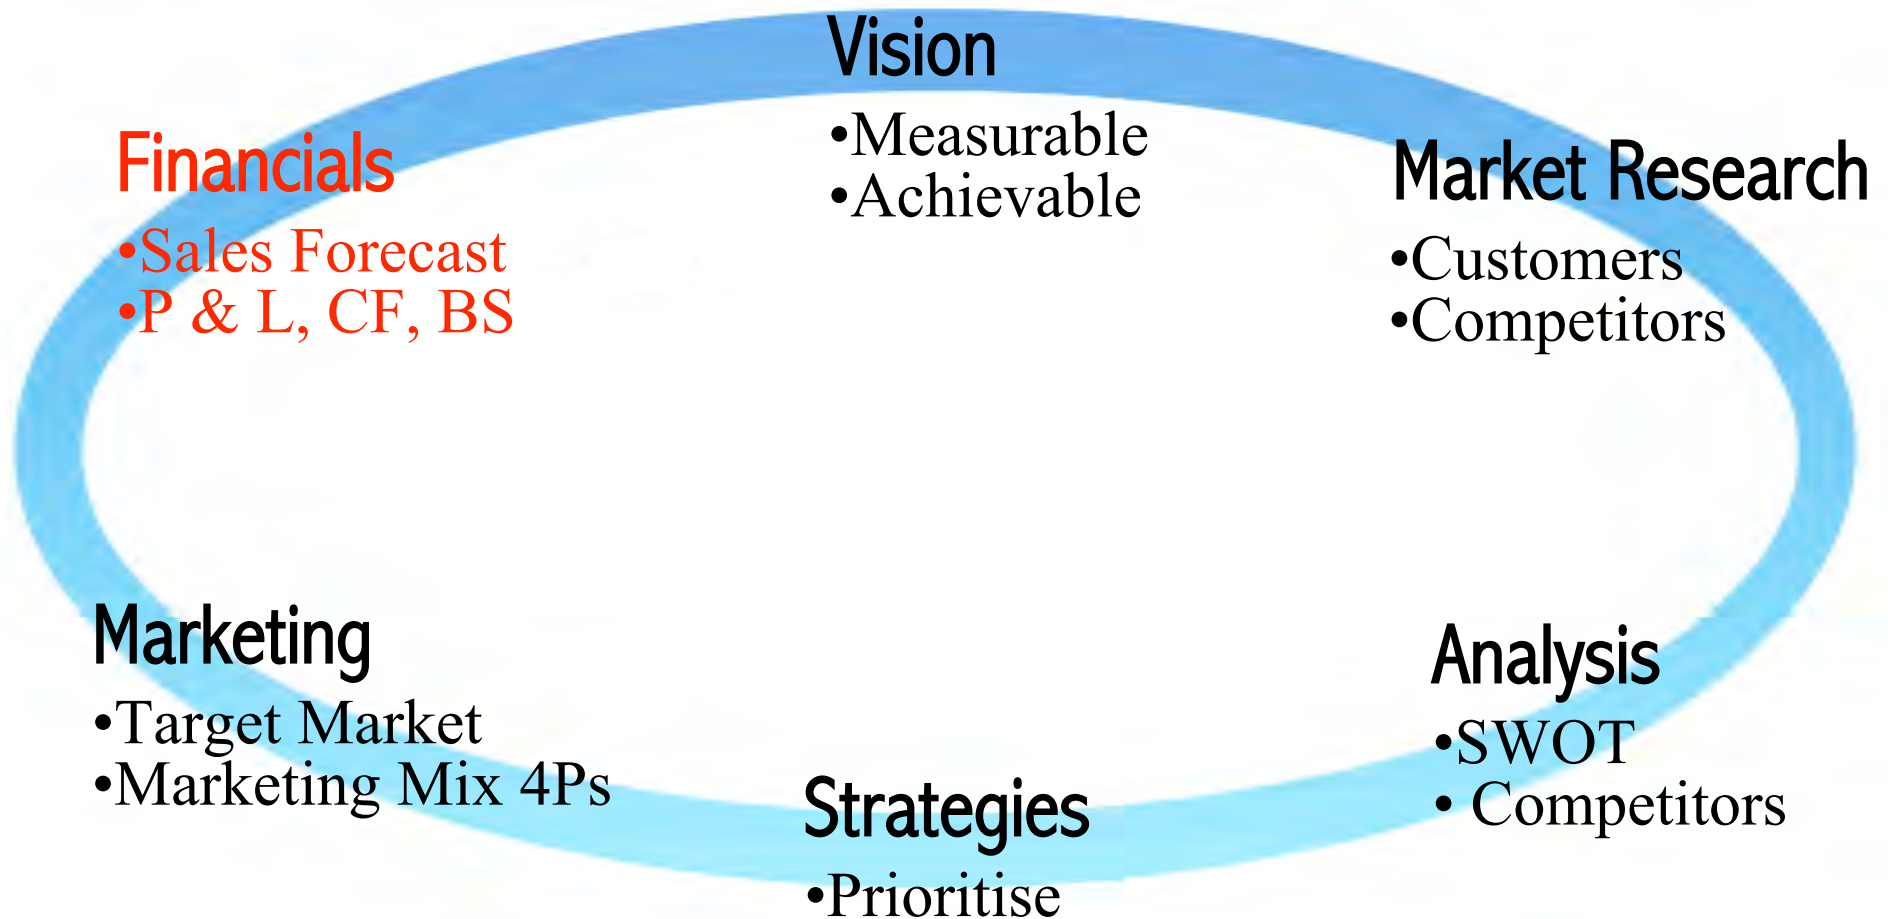 Vision
•Measurable
•Achievable
Market Research
•Customers
•Competitors
Analysis
•SWOT
• Competitors
Strategies
•Prioritise
Marketing
•Target Market
•Marketing Mix 4Ps
Financials
•Sales Forecast
•P & L, CF, BS